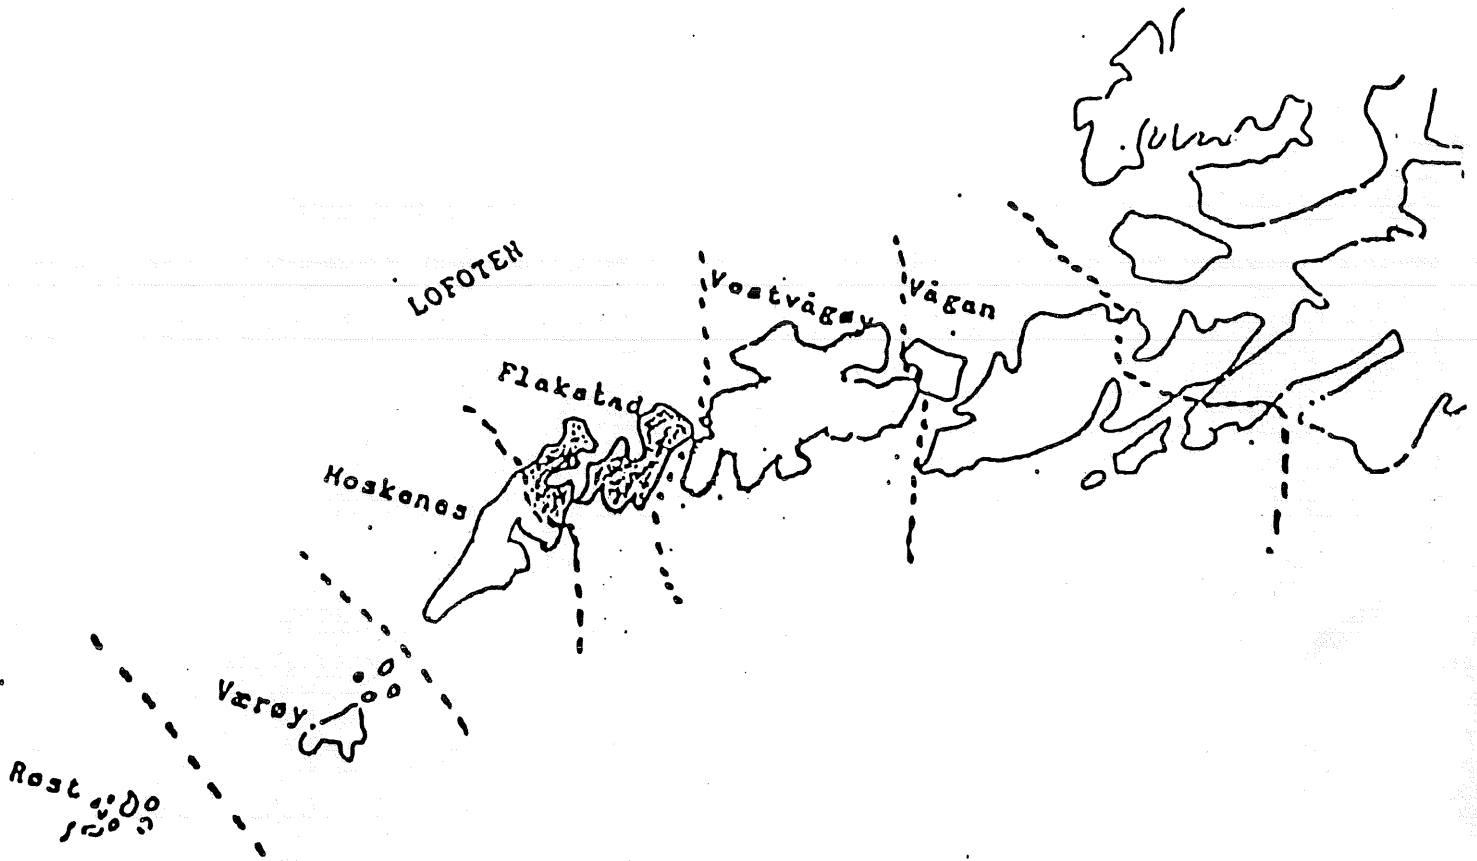 LOFOTEN
Vestvågøy
Vågan
Flakstad
Moskenes
Værøy
Røst